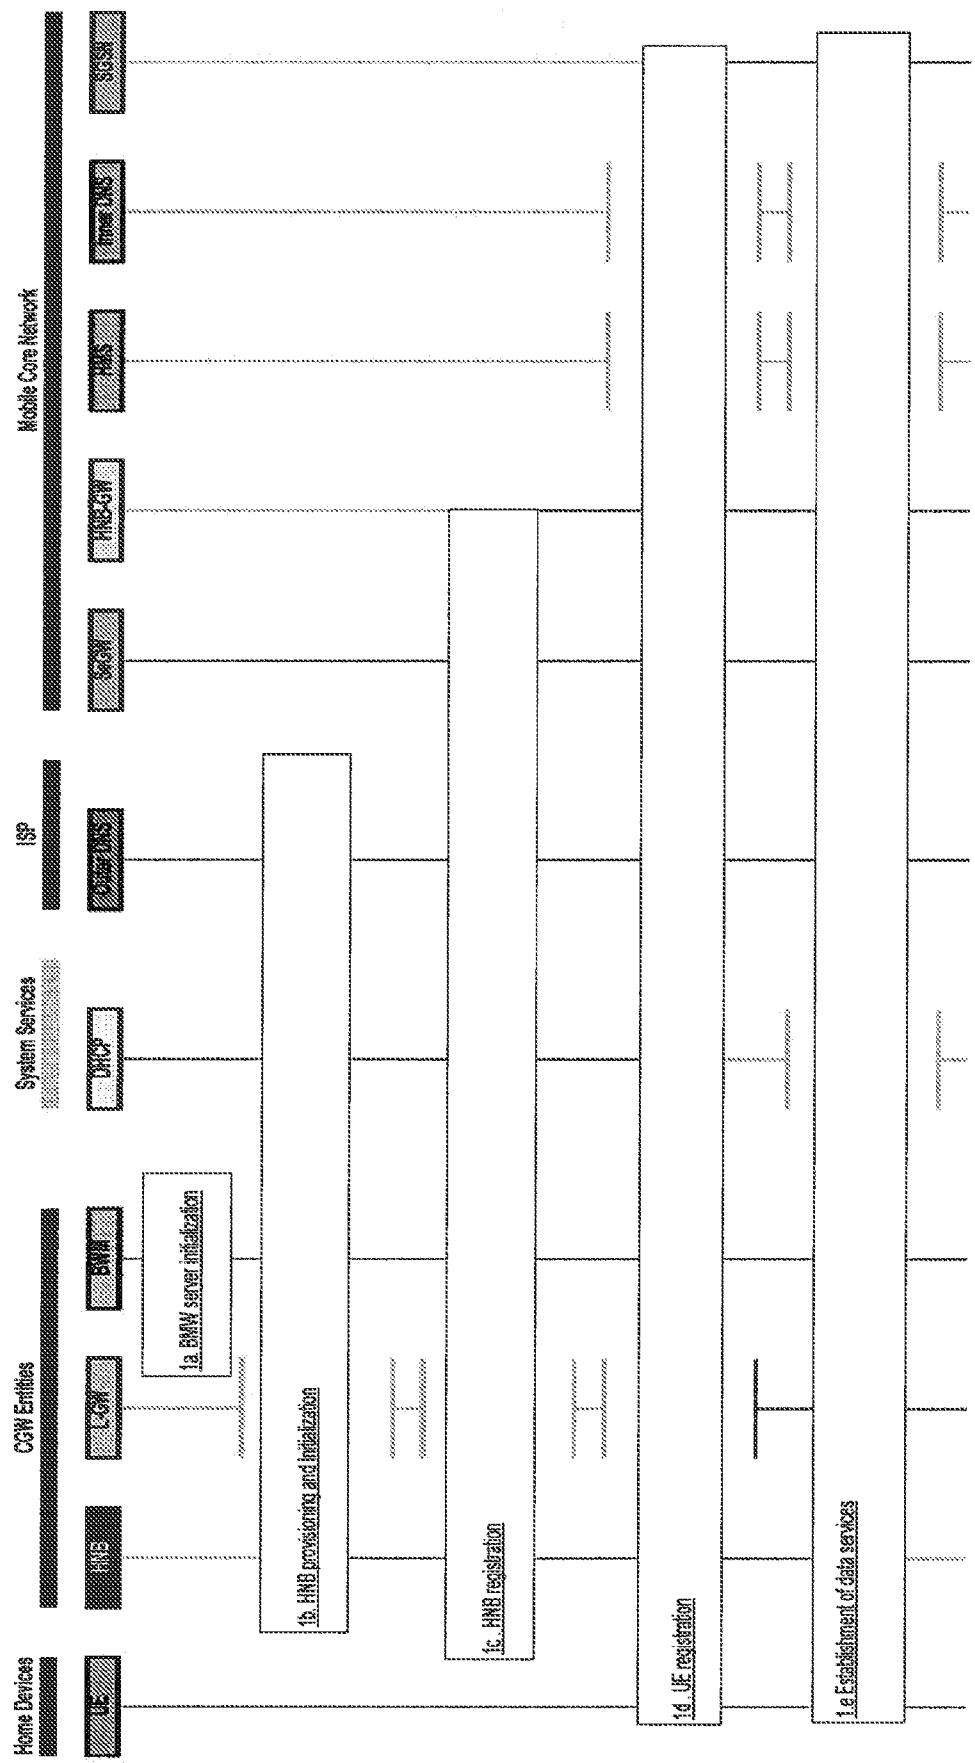 Home Devices
CGW Entities
System Services
ISP
Mobile Core Network
UE
HNB
L-GW
BWM
DHCP
Outer DNS
SeGW
HNB-GW
HMS
Inner DNS
SGSN
1a. BMW server initialization
1b. HNB provisioning and initialization
1c. HNB registration
1d. UE registration
1.e Establishment of data services